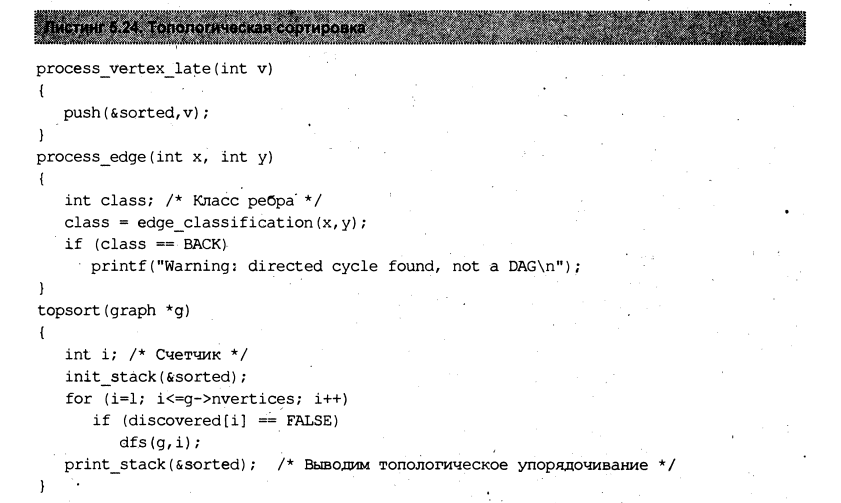 Листинг 5.24. Топологическая сортировка
process_vertex_late(int v)
{
push(&sorted,v);
}
process_edge(int x, int y)
{
int class; /* Класс ребра */
class = edge_classification(x,y);
if (class == BACK)
printf("Warning: directed cycle found, not a DAG\n");
}
topsort(graph *g)
{
int i; /* Счетчик */
init_stack(&sorted);
for (i=1; i<=g->nvertices; i++)
if (discovered[i] == FALSE)
dfs(g,i);
print_stack(&sorted); /* Выводим топологическое упорядочивание */
}